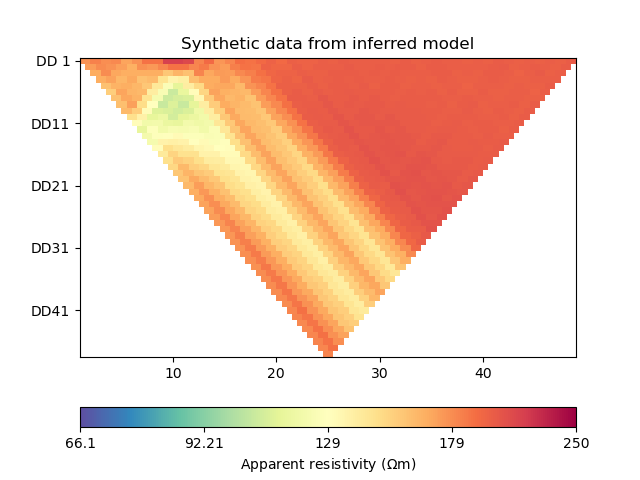 Synthetic data from inferred model
DD 1
DD11
DD21
DD31
DD41
10 20 30 40
66.1 92.21 129 179 250
Apparent resistivity (Ωm)